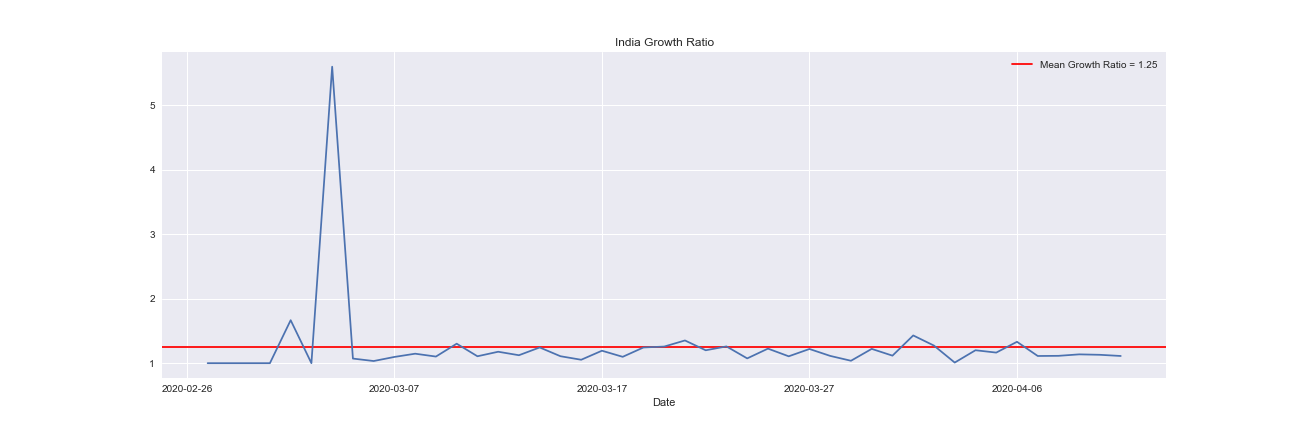 India Growth Ratio
Mean Growth Ratio = 1.25
5
4
3
2
1
2020-02-26 2020-03-07 2020-03-17 2020-03-27 2020-04-06
Date